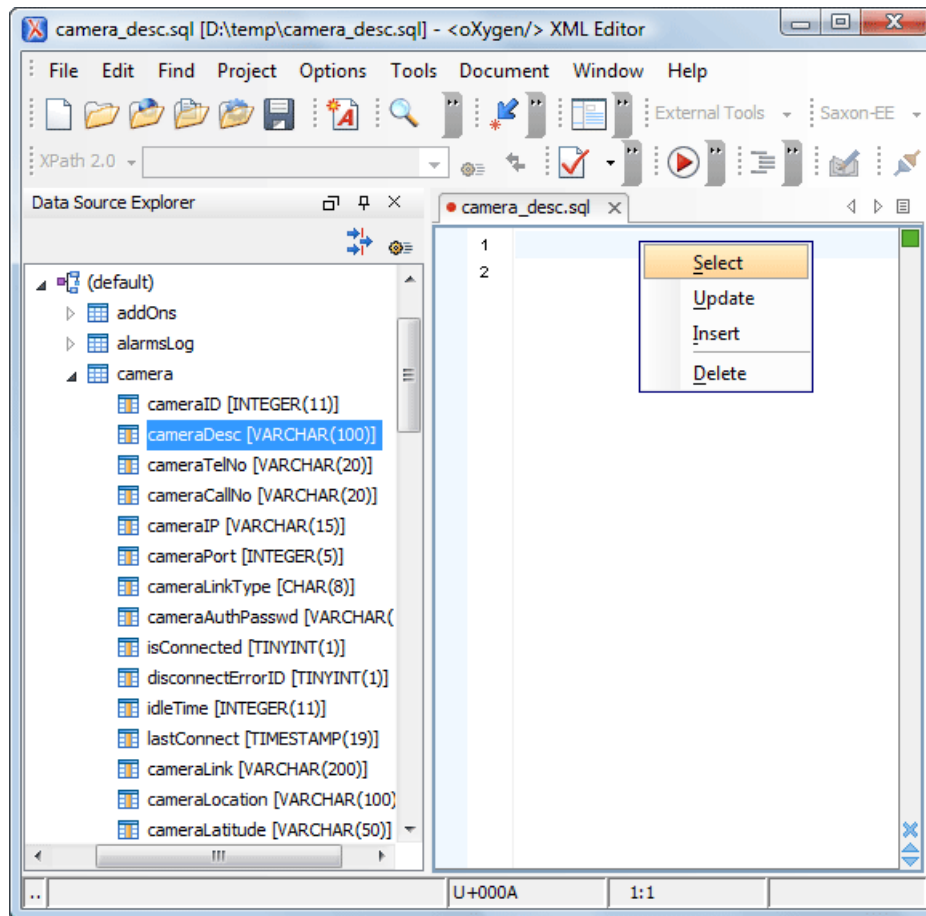 camera_desc.sql [D:\temp\camera_desc.sql] - <oXygen/> XML Editor
File Edit Find Project Options Tools Document Window Help
External Tools Saxon-EE
XPath 2.0
Data Source Explorer
camera_desc.sql
(default)
addOns
alarmsLog
camera
cameraID [INTEGER(11)]
cameraDesc [VARCHAR(100)]
cameraTelNo [VARCHAR(20)]
cameraCallNo [VARCHAR(20)]
cameraIP [VARCHAR(15)]
cameraPort [INTEGER(5)]
cameraLinkType [CHAR(8)]
cameraAuthPasswd [VARCHAR(
isConnected [TINYINT(1)]
disconnectErrorID [TINYINT(1)]
idleTime [INTEGER(11)]
lastConnect [TIMESTAMP(19)]
cameraLink [VARCHAR(200)]
cameraLocation [VARCHAR(100)
cameraLatitude [VARCHAR(50)]
1
2
Select
Update
Insert
Delete
.. U+000A 1:1